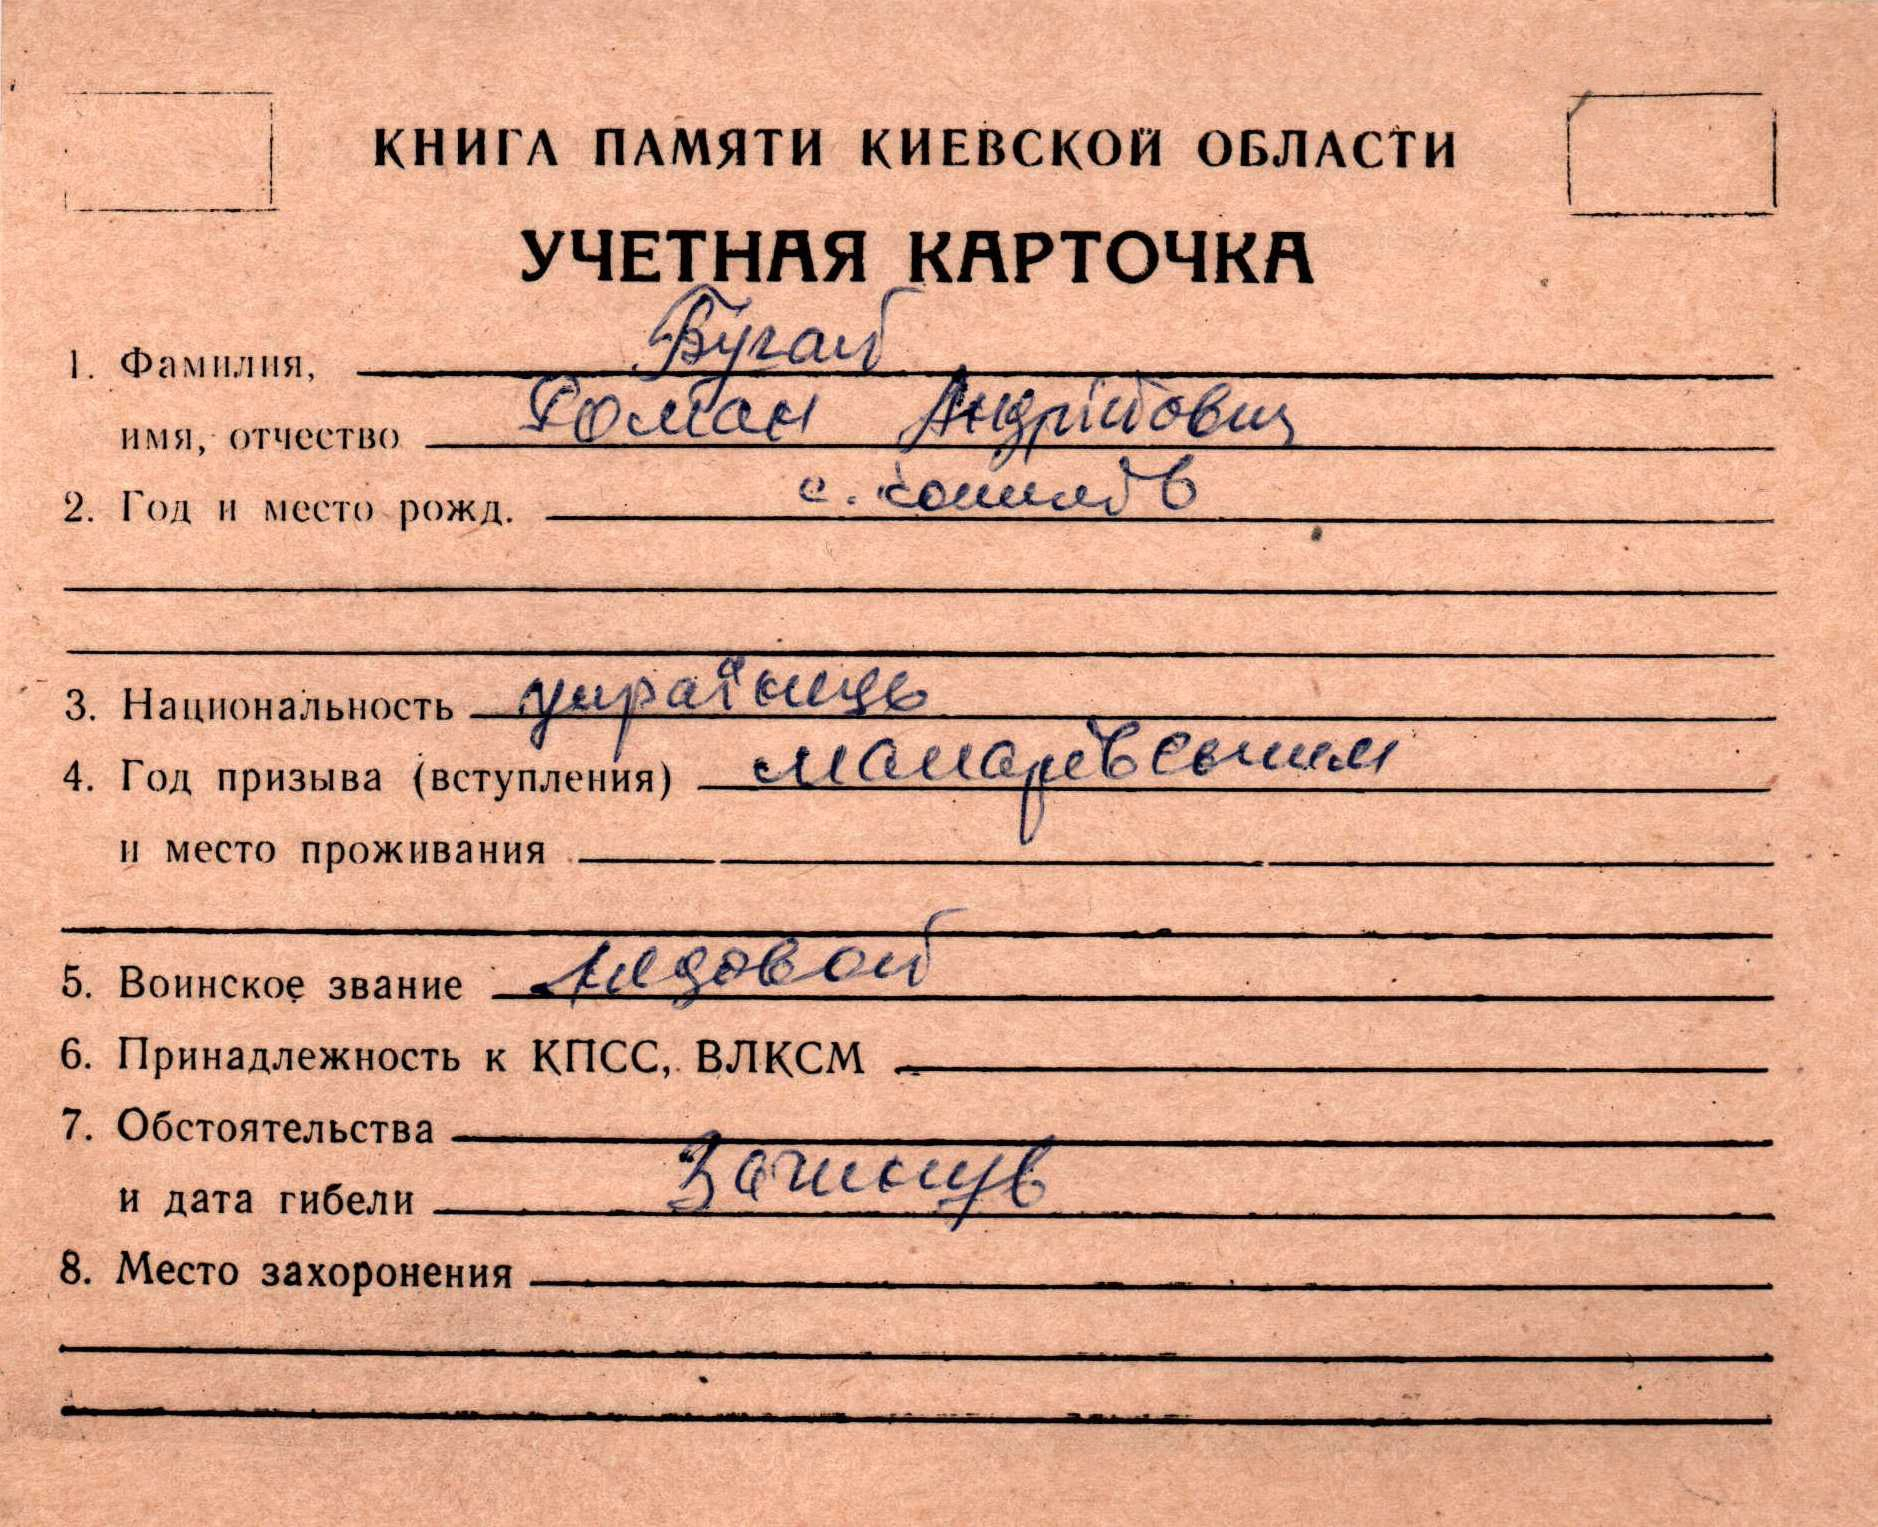 КНИГА ПАМЯТИ КИЕВСКОЙ ОБЛАСТИ
УЧЕТНАЯ КАРТОЧКА
1. Фамилия, Бугай
имя, отчество Роман Андрійович
2. Год и место рожд. с.
3. Национальность українець
4. Год призыва (вступления) макарівським
и место проживания
5. Воинское звание рядовой
6. Принадлежность к КПСС, ВЛКСМ
7. Обстоятельства
и дата гибели Загинув
8. Место захоронения